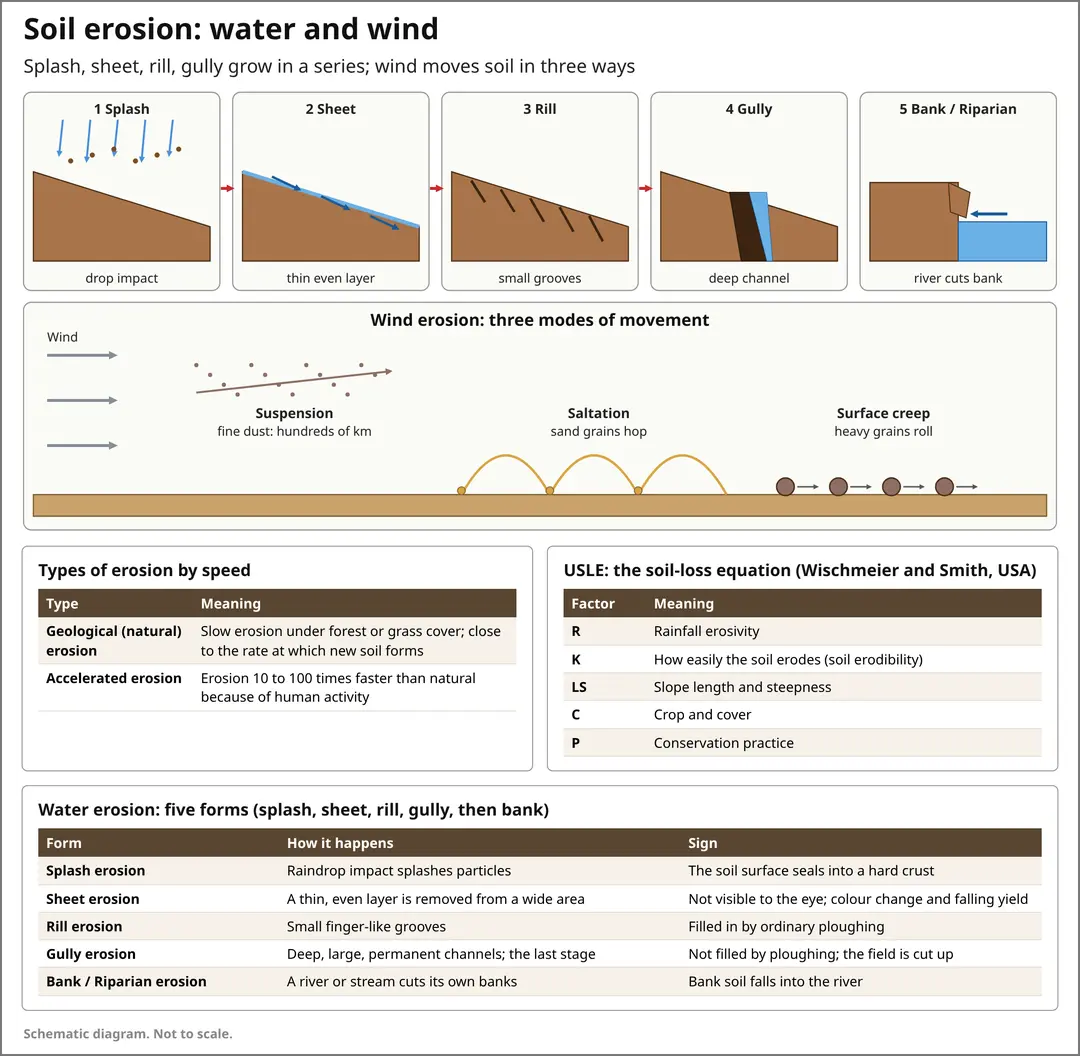 Soil erosion: water and wind
Splash, sheet, rill, gully grow in a series; wind moves soil in three ways
1 Splash
drop impact
2 Sheet
thin even layer
3 Rill
small grooves
4 Gully
deep channel
5 Bank / Riparian
river cuts bank
Wind erosion: three modes of movement
Wind
Suspension
fine dust: hundreds of km
Saltation
sand grains hop
Surface creep
heavy grains roll
Types of erosion by speed
Type Meaning
Geological (natural) erosion Slow erosion under forest or grass cover; close
to the rate at which new soil forms
Accelerated erosion Erosion 10 to 100 times faster than natural
because of human activity
USLE: the soil-loss equation (Wischmeier and Smith, USA)
Factor Meaning
R Rainfall erosivity
K How easily the soil erodes (soil erodibility)
LS Slope length and steepness
C Crop and cover
P Conservation practice
Water erosion: five forms (splash, sheet, rill, gully, then bank)
Form How it happens Sign
Splash erosion Raindrop impact splashes particles The soil surface seals into a hard crust
Sheet erosion A thin, even layer is removed from a wide area Not visible to the eye; colour change and falling yield
Rill erosion Small finger-like grooves Filled in by ordinary ploughing
Gully erosion Deep, large, permanent channels; the last stage Not filled by ploughing; the field is cut up
Bank / Riparian erosion A river or stream cuts its own banks Bank soil falls into the river
Schematic diagram. Not to scale.